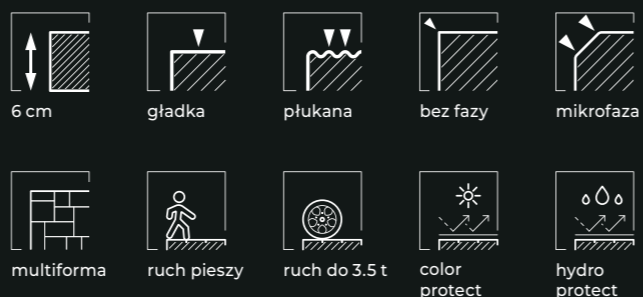 6 cm
gładka
płukana
bez fazy
mikrofaza
multiforma
ruch pieszy
ruch do 3.5 t
color
protect
hydro
protect